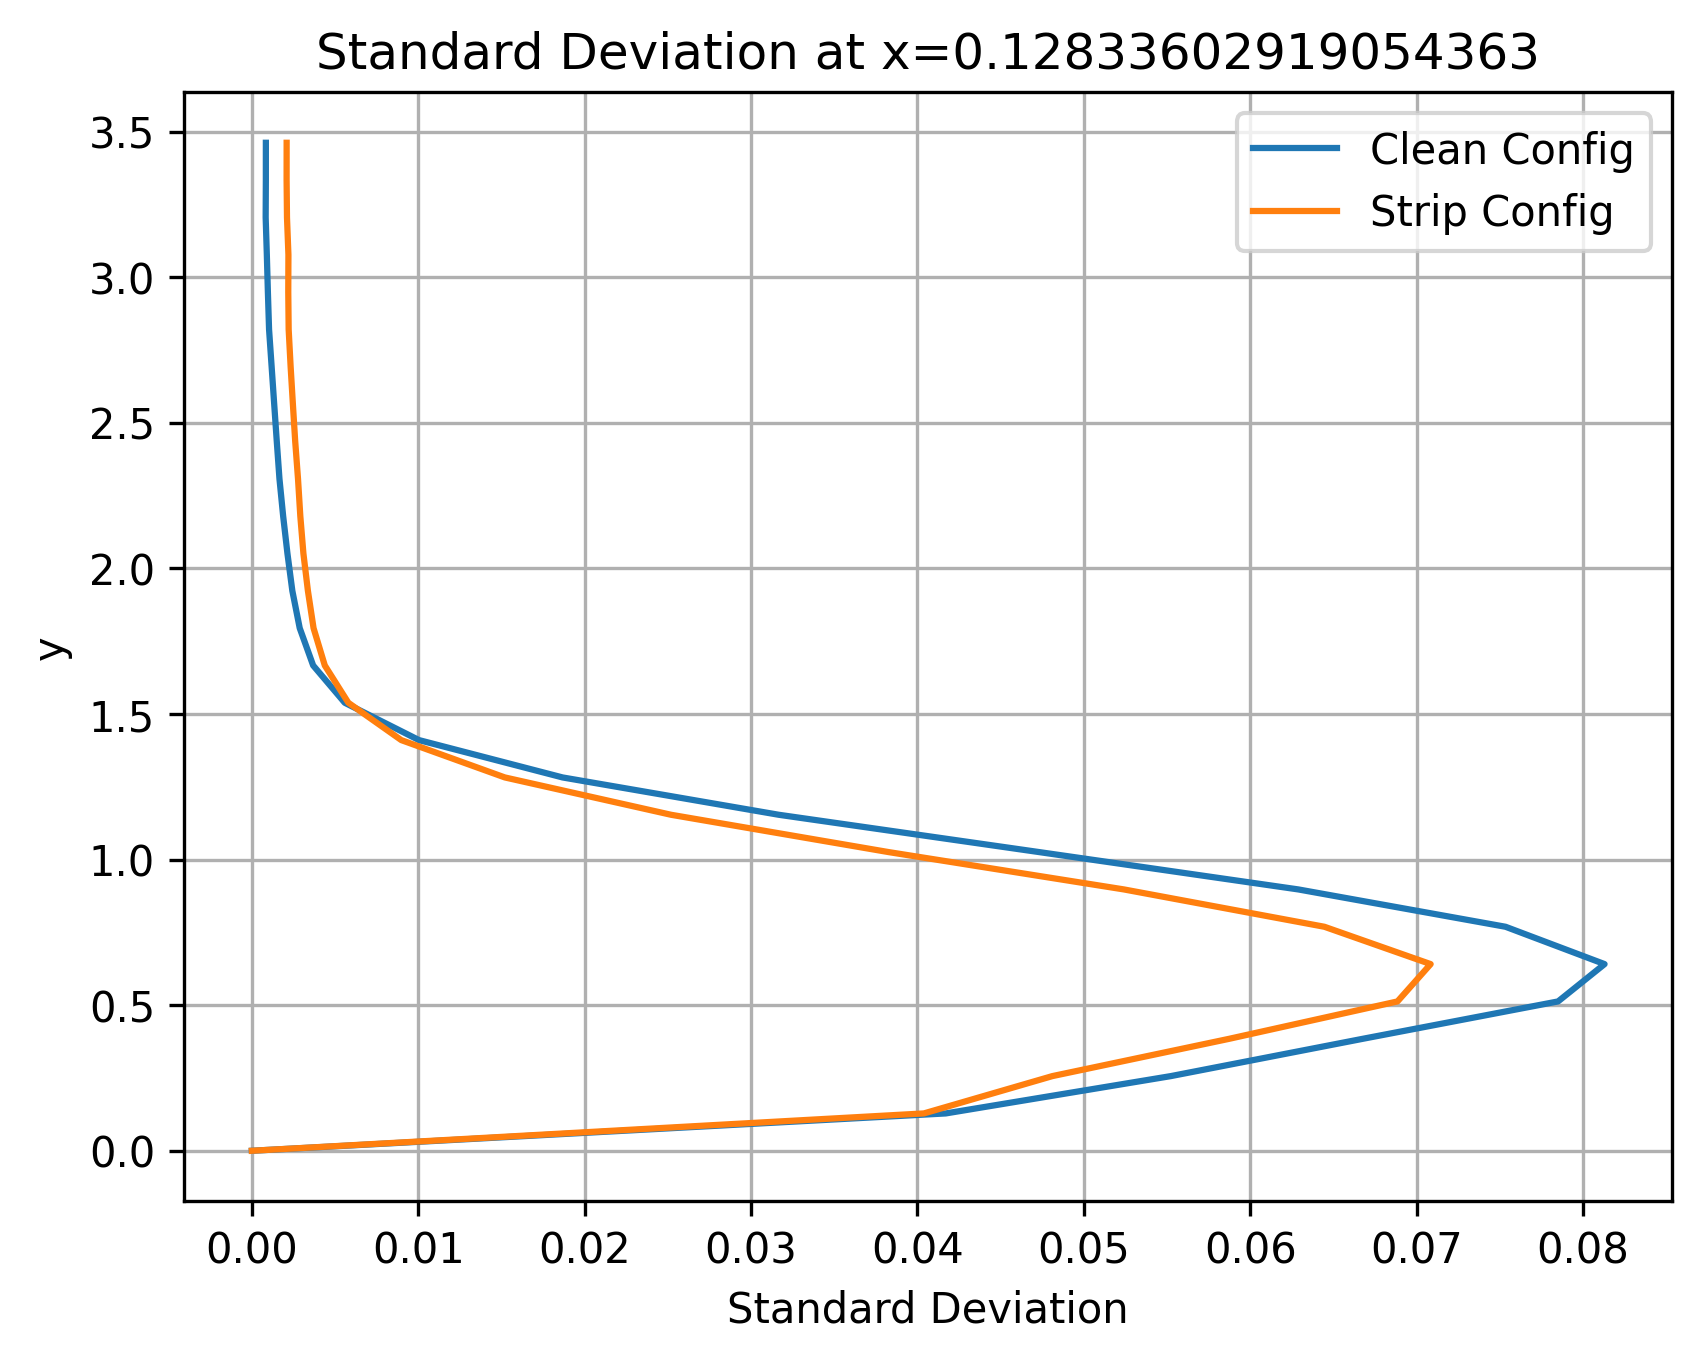 Standard Deviation at x=0.12833602919054363
Clean Config
Strip Config
3.5
3.0
2.5
2.0
1.5
1.0
0.5
0.0
y
0.00 0.01 0.02 0.03 0.04 0.05 0.06 0.07 0.08
Standard Deviation